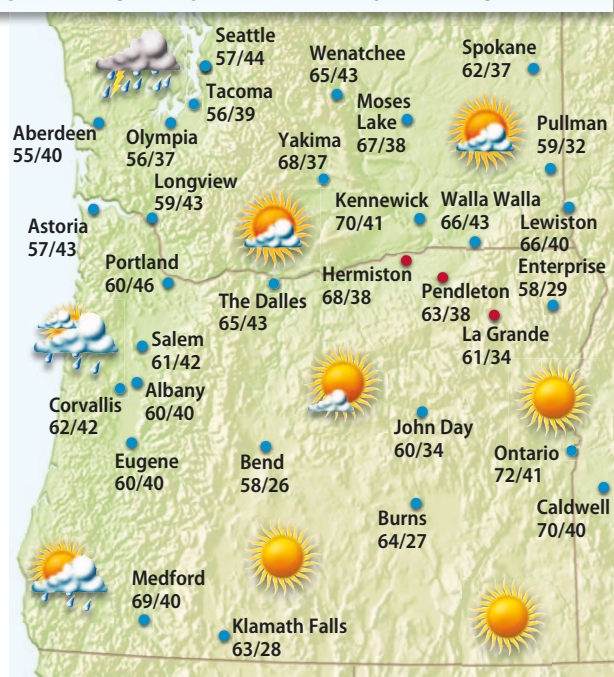 Seattle
57/44
Wenatchee
65/43
Spokane
62/37
Tacoma
56/39
Moses
Lake
67/38
Aberdeen
55/40
Olympia
56/37
Yakima
68/37
Pullman
59/32
Longview
59/43
Kennewick
70/41
Walla Walla
66/43
Lewiston
66/40
Astoria
57/43
Portland
60/46
The Dalles
65/43
Hermiston
68/38
Pendleton
63/38
Enterprise
58/29
La Grande
61/34
Salem
61/42
Albany
60/40
Corvallis
62/42
Eugene
60/40
Bend
58/26
John Day
60/34
Ontario
72/41
Caldwell
70/40
Burns
64/27
Medford
69/40
Klamath Falls
63/28